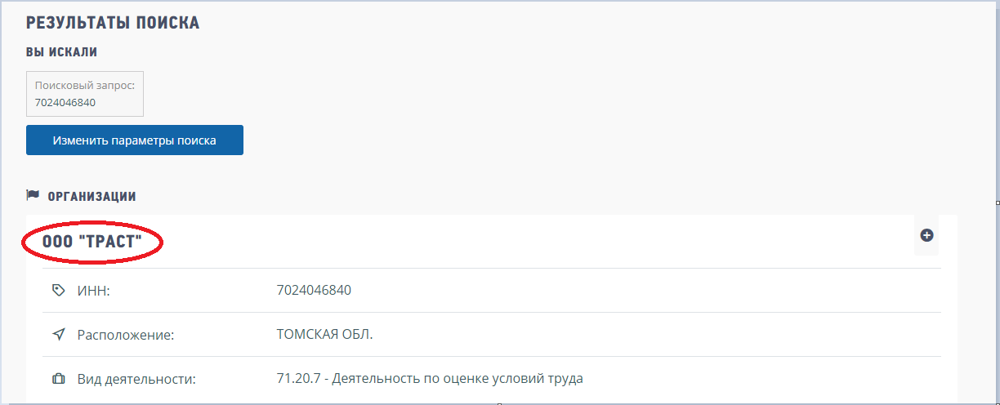 РЕЗУЛЬТАТЫ ПОИСКА
ВЫ ИСКАЛИ
Поисковый запрос:
7024046840
Изменить параметры поиска
ОРГАНИЗАЦИИ
ООО "ТРАСТ"
ИНН: 7024046840
Расположение: ТОМСКАЯ ОБЛ.
Вид деятельности: 71.20.7 - Деятельность по оценке условий труда